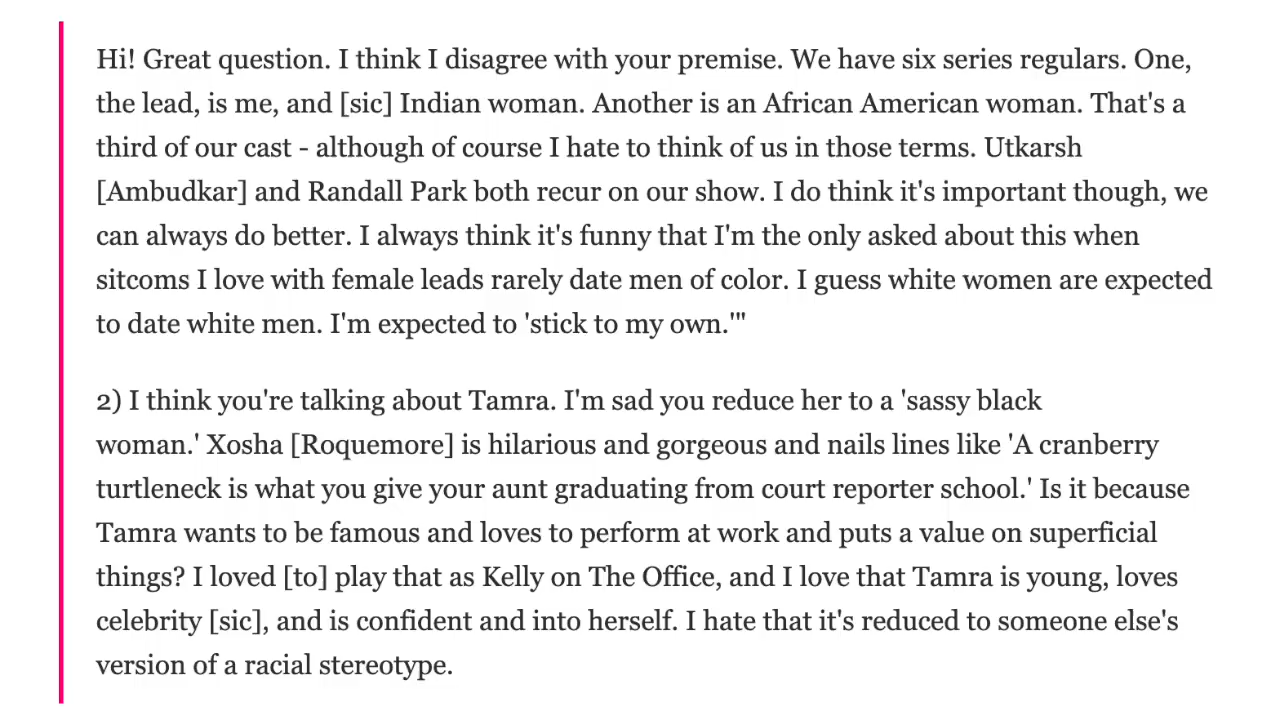 Hi! Great question. I think I disagree with your premise. We have six series regulars. One,
the lead, is me, and [sic] Indian woman. Another is an African American woman. That's a
third of our cast - although of course I hate to think of us in those terms. Utkarsh
[Ambudkar] and Randall Park both recur on our show. I do think it's important though, we
can always do better. I always think it's funny that I'm the only asked about this when
sitcoms I love with female leads rarely date men of color. I guess white women are expected
to date white men. I'm expected to 'stick to my own.'"
2) I think you're talking about Tamra. I'm sad you reduce her to a 'sassy black
woman.' Xosha [Roquemore] is hilarious and gorgeous and nails lines like 'A cranberry
turtleneck is what you give your aunt graduating from court reporter school.' Is it because
Tamra wants to be famous and loves to perform at work and puts a value on superficial
things? I loved [to] play that as Kelly on The Office, and I love that Tamra is young, loves
celebrity [sic], and is confident and into herself. I hate that it's reduced to someone else's
version of a racial stereotype.